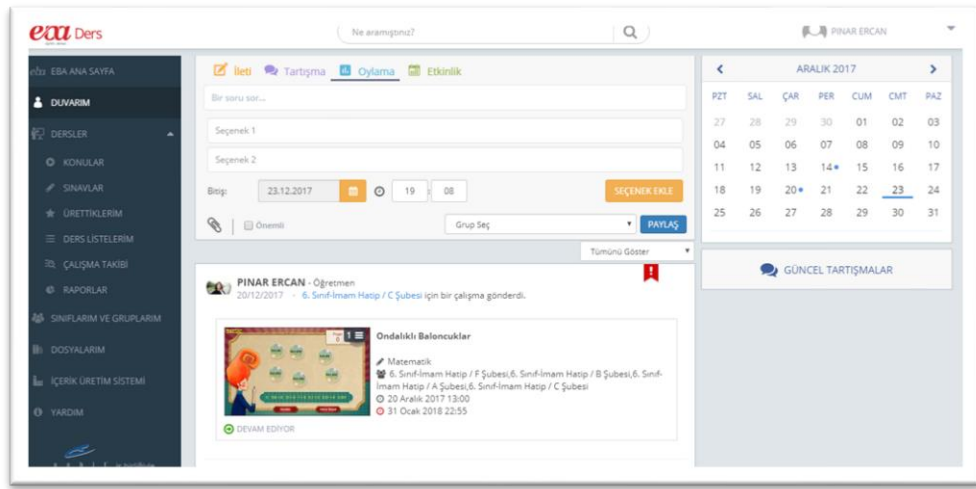 eba Ders
Ne aramıştınız?
PINAR ERCAN
eba EBA ANA SAYFA
DUVARIM
DERSLER
KONULAR
SINAVLAR
ÜRETTİKLERİM
DERS LİSTELERİM
ÇALIŞMA TAKİBİ
RAPORLAR
SINIFLARIM VE GRUPLARIM
DOSYALARIM
İÇERİK ÜRETİM SİSTEMİ
YARDIM
İleti Tartışma Oylama Etkinlik
Bir soru sor...
Seçenek 1
Seçenek 2
Bitiş: 23.12.2017 19 : 08 SEÇENEK EKLE
Önemli Grup Seç PAYLAŞ
Tümünü Göster
PINAR ERCAN - Öğretmen
20/12/2017 - 6. Sınıf-İmam Hatip / C Şubesi için bir çalışma gönderdi.
1
Ondalıklı Baloncuklar
Matematik
6. Sınıf-İmam Hatip / F Şubesi,6. Sınıf-İmam Hatip / B Şubesi,6. Sınıf-
İmam Hatip / A Şubesi,6. Sınıf-İmam Hatip / C Şubesi
20 Aralık 2017 13:00
31 Ocak 2018 22:55
DEVAM EDİYOR
< ARALIK 2017 >
PZT SAL ÇAR PER CUM CMT PAZ
27 28 29 30 01 02 03
04 05 06 07 08 09 10
11 12 13 14 15 16 17
18 19 20 21 22 23 24
25 26 27 28 29 30 31
GÜNCEL TARTIŞMALAR